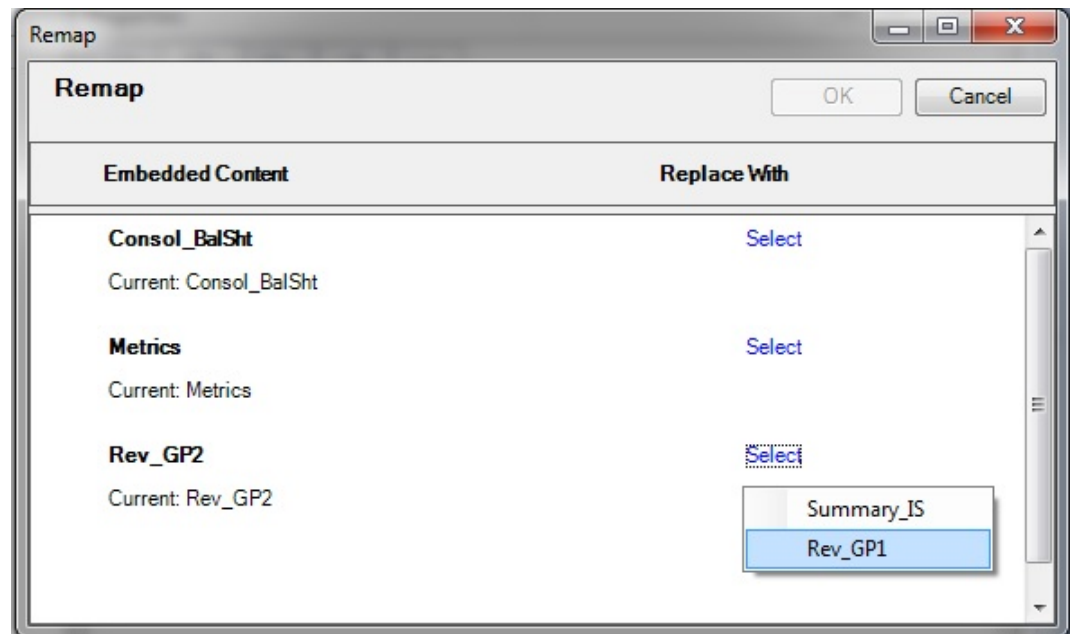 Remap
Remap
OK
Cancel
Embedded Content
Replace With
Consol_BalSht
Select
Current: Consol_BalSht
Metrics
Select
Current: Metrics
Rev_GP2
Select
Current: Rev_GP2
Summary_IS
Rev_GP1